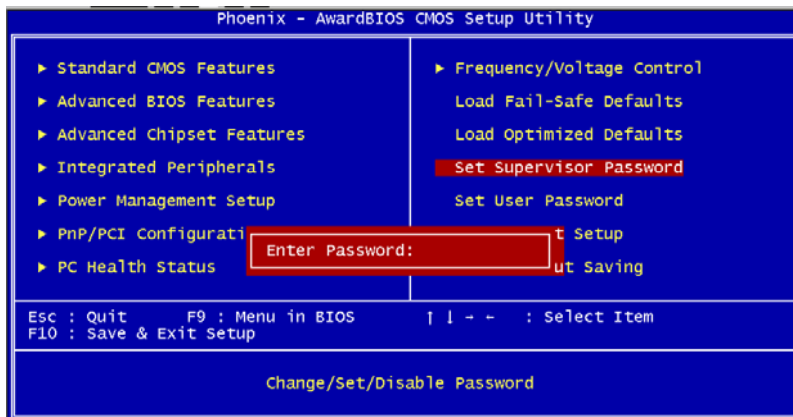 Phoenix - AwardBIOS CMOS Setup Utility
▶ Standard CMOS Features
▶ Advanced BIOS Features
▶ Advanced Chipset Features
▶ Integrated Peripherals
▶ Power Management Setup
▶ PnP/PCI Configurati
▶ PC Health Status
▶ Frequency/Voltage Control
Load Fail-Safe Defaults
Load Optimized Defaults
Set Supervisor Password
Set User Password
t Setup
ut Saving
Enter Password:
Esc : Quit F9 : Menu in BIOS ↑ ↓ → ← : Select Item
F10 : Save & Exit Setup
Change/Set/Disable Password